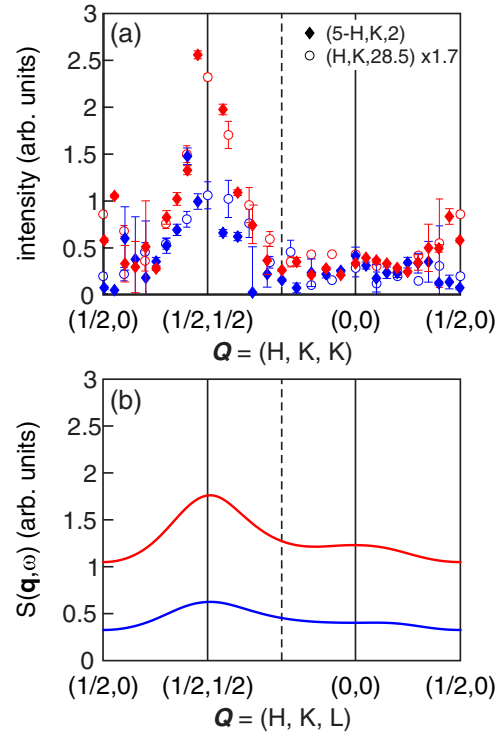 (a)
(5-H,K,2)
(H,K,28.5) x1.7
intensity (arb. units)
3
2.5
2
1.5
1
0.5
0
(1/2,0) (1/2,1/2) (0,0) (1/2,0)
Q = (H, K, K)
(b)
S(q,ω) (arb. units)
3
2.5
2
1.5
1
0.5
0
(1/2,0) (1/2,1/2) (0,0) (1/2,0)
Q = (H, K, L)